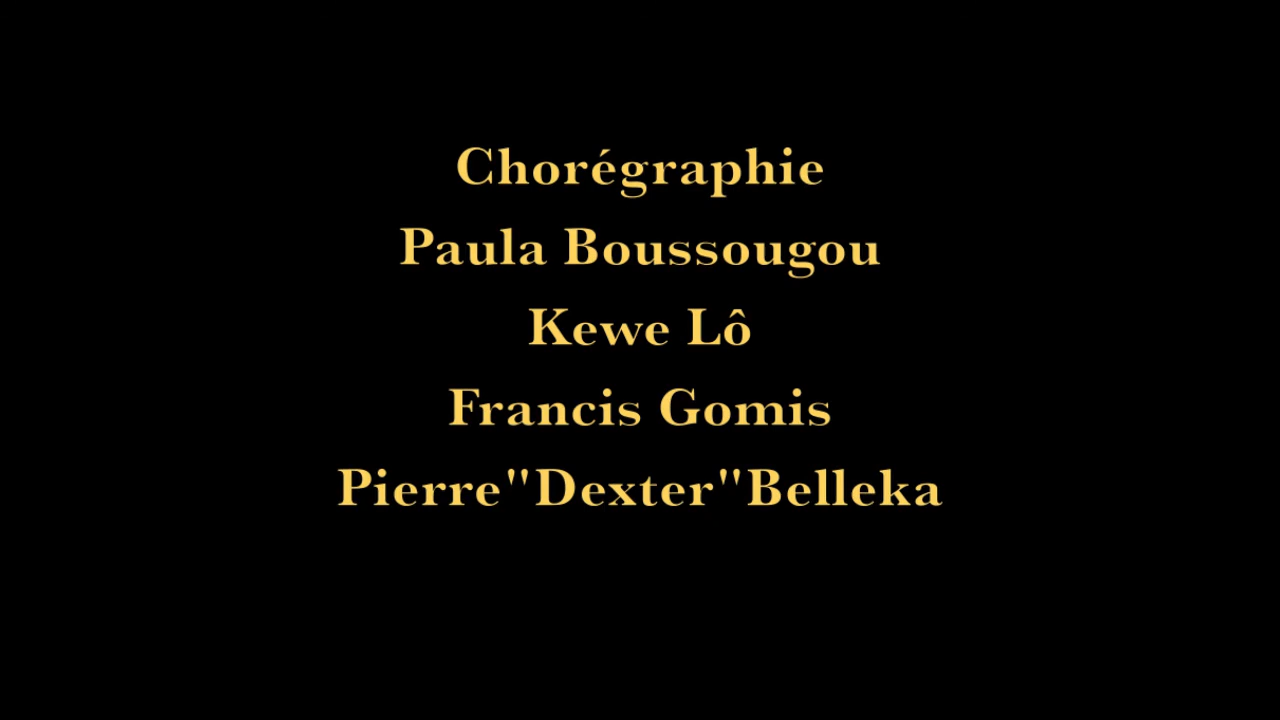 Chorégraphie
Paula Boussougou
Kewe Lô
Francis Gomis
Pierre"Dexter"Belleka